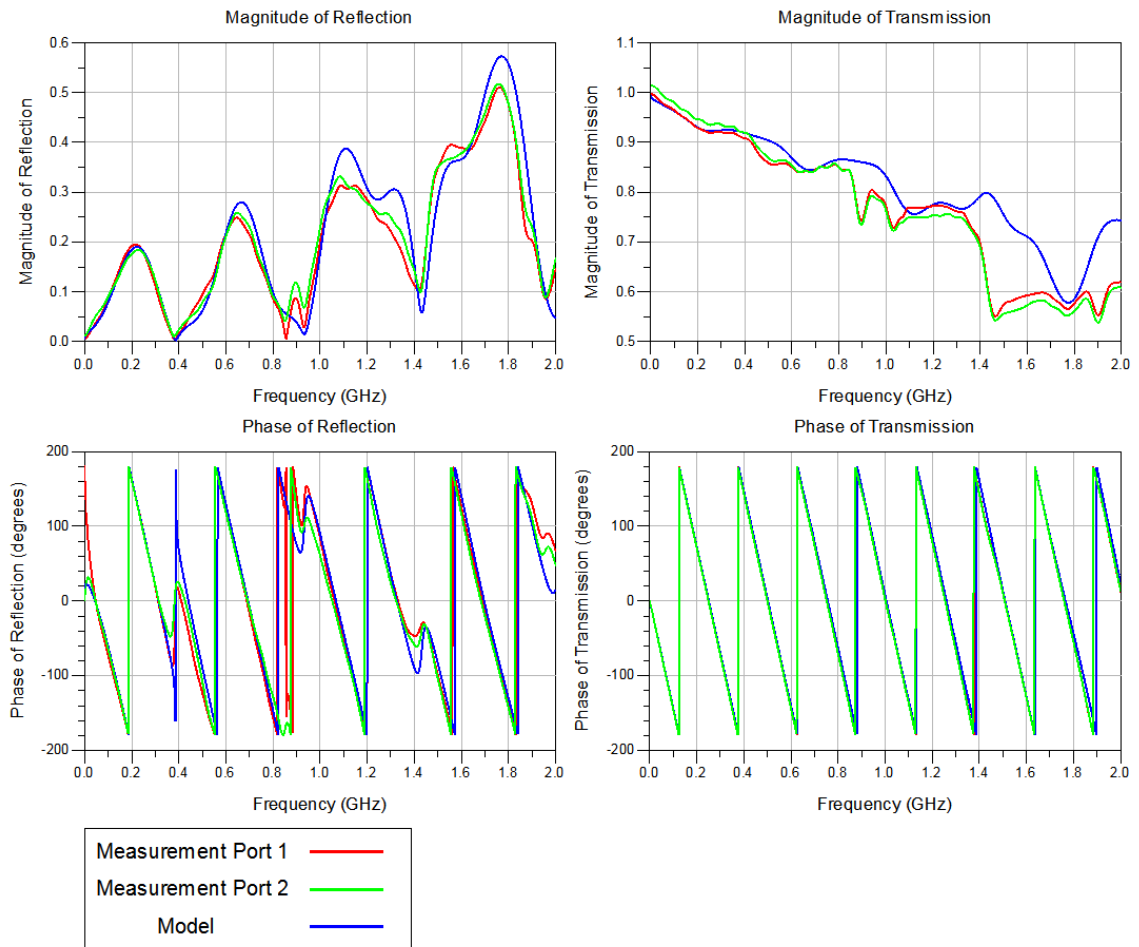 Magnitude of Reflection
Magnitude of Transmission
0.6
0.5
0.4
0.3
0.2
0.1
0.0
Magnitude of Reflection
0.0 0.2 0.4 0.6 0.8 1.0 1.2 1.4 1.6 1.8 2.0
Frequency (GHz)
1.1
1.0
0.9
0.8
0.7
0.6
0.5
Magnitude of Transmission
0.0 0.2 0.4 0.6 0.8 1.0 1.2 1.4 1.6 1.8 2.0
Frequency (GHz)
Phase of Reflection
Phase of Transmission
200
100
0
-100
-200
Phase of Reflection (degrees)
0.0 0.2 0.4 0.6 0.8 1.0 1.2 1.4 1.6 1.8 2.0
Frequency (GHz)
200
100
0
-100
-200
Phase of Transmission (degrees)
0.0 0.2 0.4 0.6 0.8 1.0 1.2 1.4 1.6 1.8 2.0
Frequency (GHz)
Measurement Port 1
Measurement Port 2
Model